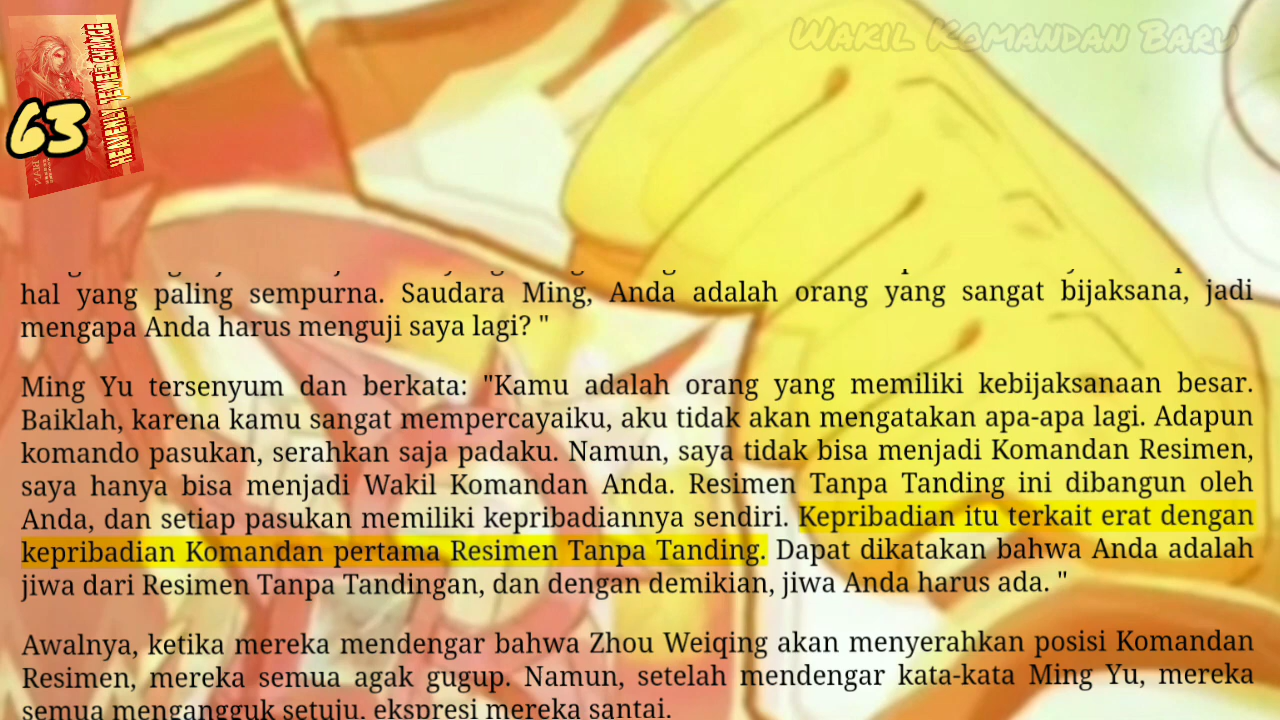 Wakil Komandan Baru
HEAVENLY JEWEL CHANGE
63
hal yang paling sempurna. Saudara Ming, Anda adalah orang yang sangat bijaksana, jadi
mengapa Anda harus menguji saya lagi? "
Ming Yu tersenyum dan berkata: "Kamu adalah orang yang memiliki kebijaksanaan besar.
Baiklah, karena kamu sangat mempercayaiku, aku tidak akan mengatakan apa-apa lagi. Adapun
komando pasukan, serahkan saja padaku. Namun, saya tidak bisa menjadi Komandan Resimen,
saya hanya bisa menjadi Wakil Komandan Anda. Resimen Tanpa Tanding ini dibangun oleh
Anda, dan setiap pasukan memiliki kepribadiannya sendiri. Kepribadian itu terkait erat dengan
kepribadian Komandan pertama Resimen Tanpa Tanding. Dapat dikatakan bahwa Anda adalah
jiwa dari Resimen Tanpa Tandingan, dan dengan demikian, jiwa Anda harus ada. "
Awalnya, ketika mereka mendengar bahwa Zhou Weiqing akan menyerahkan posisi Komandan
Resimen, mereka semua agak gugup. Namun, setelah mendengar kata-kata Ming Yu, mereka
semua mengangguk setuju, ekspresi mereka santai.